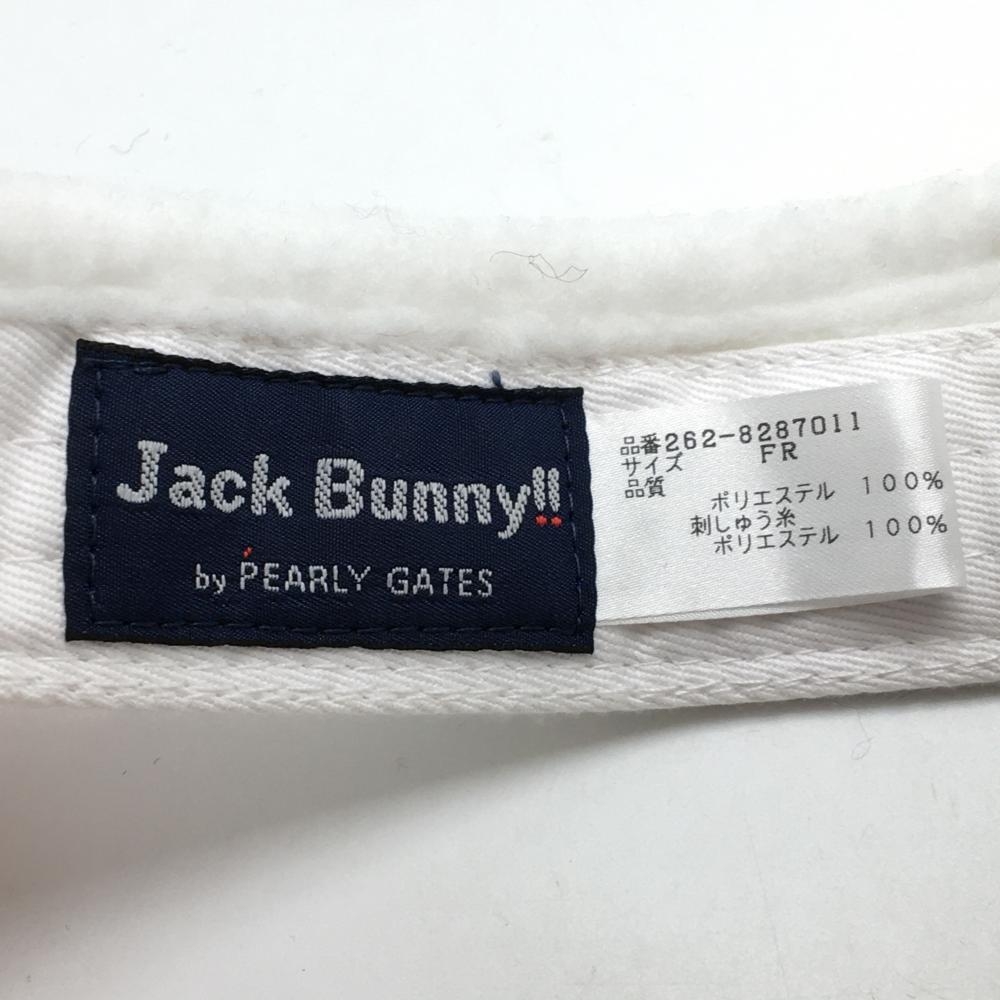 Jack Bunny!!
by PEARLY GATES
品番262-8287011
サイズ FR
品質
ポリエステル 100%
刺しゅう糸
ポリエステル 100%